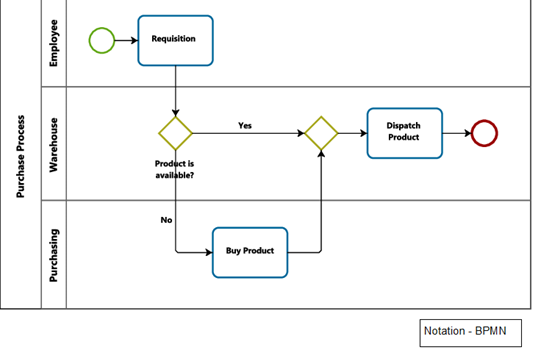 Purchase Process
Employee
Requisition
Warehouse
Yes
Product is
available?
Dispatch
Product
Purchasing
No
Buy Product
Notation - BPMN